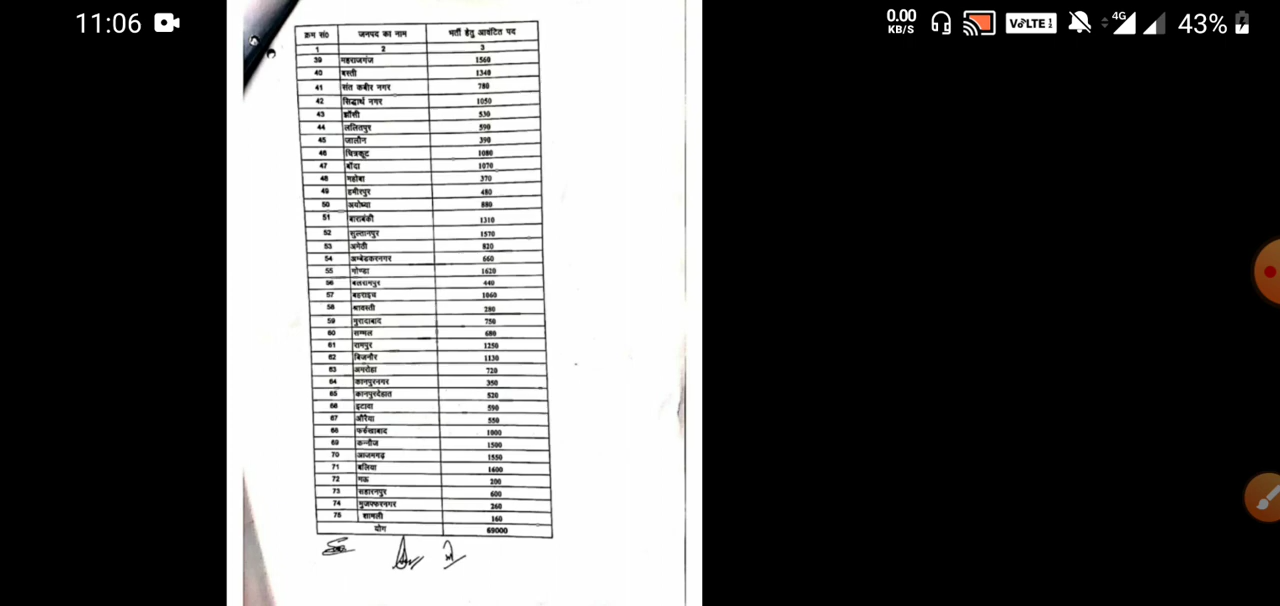 11:06
0.00 KB/S
VoLTE 1
4G
43%
क्रम सं० जनपद का नाम भर्ती हेतु आवंटित पद
1 2 3
39 महराजगंज 1560
40 बस्ती 1340
41 संत कबीर नगर 780
42 सिद्धार्थ नगर 1050
43 झाँसी 530
44 ललितपुर 590
45 जालौन 390
46 चित्रकूट 1080
47 बाँदा 1070
48 महोबा 370
49 हमीरपुर 480
50 अयोध्या 880
51 बाराबंकी 1310
52 सुल्तानपुर 1570
53 अमेठी 820
54 अम्बेडकरनगर 660
55 गोण्डा 1620
56 बलरामपुर 440
57 बहराइच 1060
58 श्रावस्ती 280
59 मुरादाबाद 750
60 सम्भल 680
61 रामपुर 1250
62 बिजनौर 1130
63 अमरोहा 720
64 कानपुरनगर 350
65 कानपुरदेहात 520
66 इटावा 590
67 औरैया 550
68 फर्रुखाबाद 1000
69 कन्नौज 1500
70 आजमगढ़ 1550
71 बलिया 1600
72 मऊ 200
73 सहारनपुर 600
74 मुजफ्फरनगर 260
75 शामली 160
योग 69000